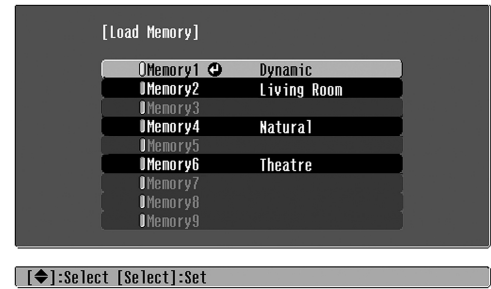 [Load Memory]
Memory1 Dynamic
Memory2 Living Room
Memory3
Memory4 Natural
Memory5
Memory6 Theatre
Memory7
Memory8
Memory9
[◆]:Select [Select]:Set